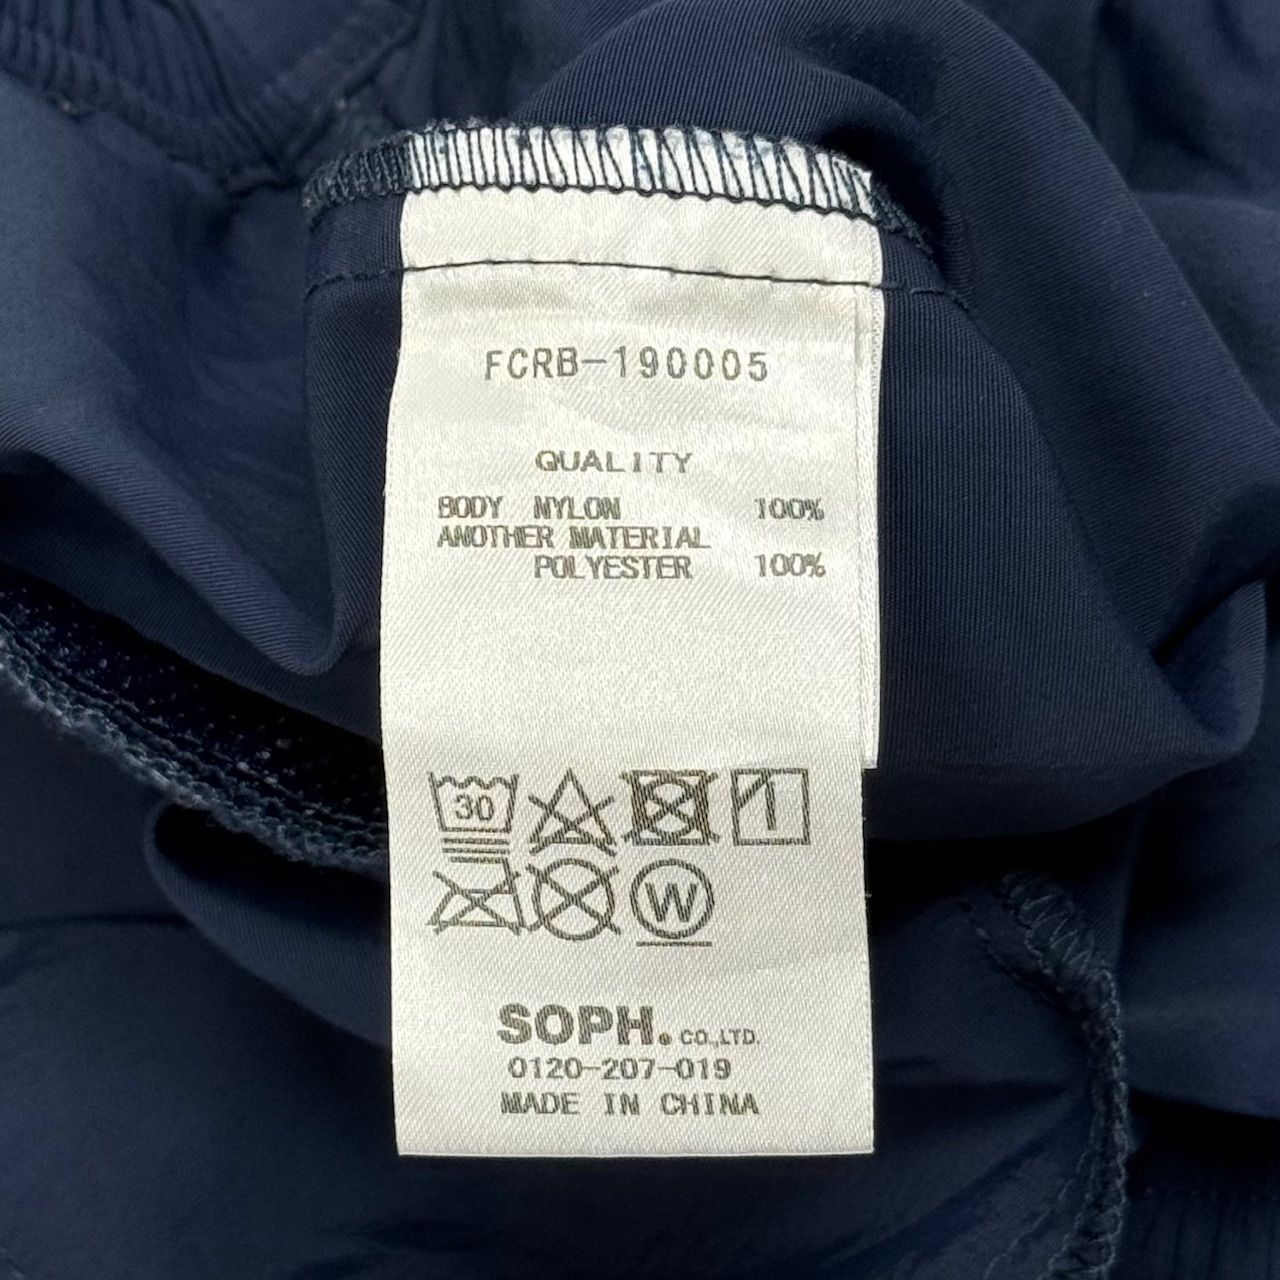 FCRB-190005
QUALITY
BODY NYLON 100%
ANOTHER MATERIAL
POLYESTER 100%
30
W
SOPH. CO.,LTD.
0120-207-019
MADE IN CHINA